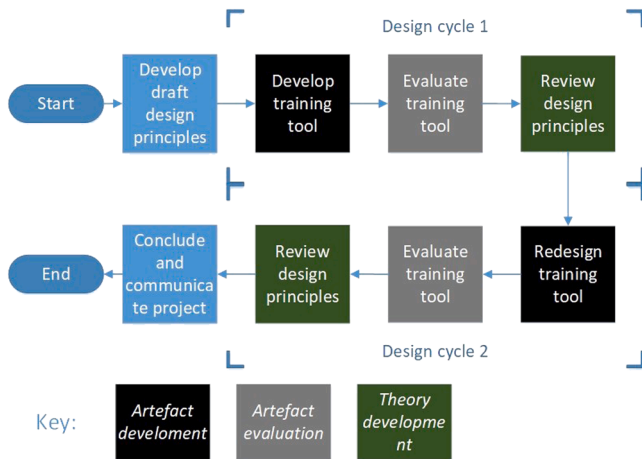 Design cycle 1
Start
Develop
draft
design
principles
Develop
training
tool
Evaluate
training
tool
Review
design
principles
End
Conclude
and
communica
te project
Review
design
principles
Evaluate
training
tool
Redesign
training
tool
Design cycle 2
Key:
Artefact
develoment
Artefact
evaluation
Theory
developme
nt